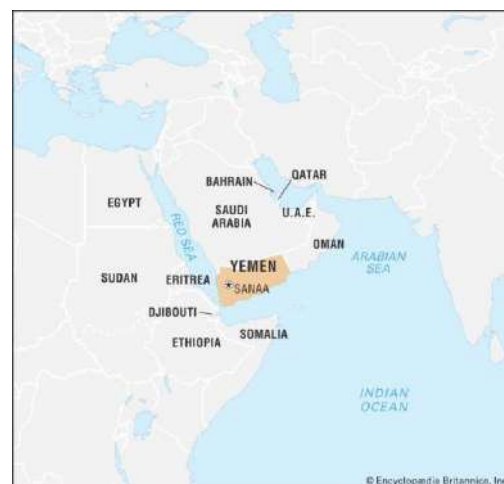 BAHRAIN
QATAR
EGYPT
SAUDI
ARABIA
U.A.E.
RED SEA
OMAN
ARABIAN
SEA
YEMEN
SUDAN
ERITREA
SANAA
DJIBOUTI
SOMALIA
ETHIOPIA
INDIAN
OCEAN
© Encyclopædia Britannica, Inc